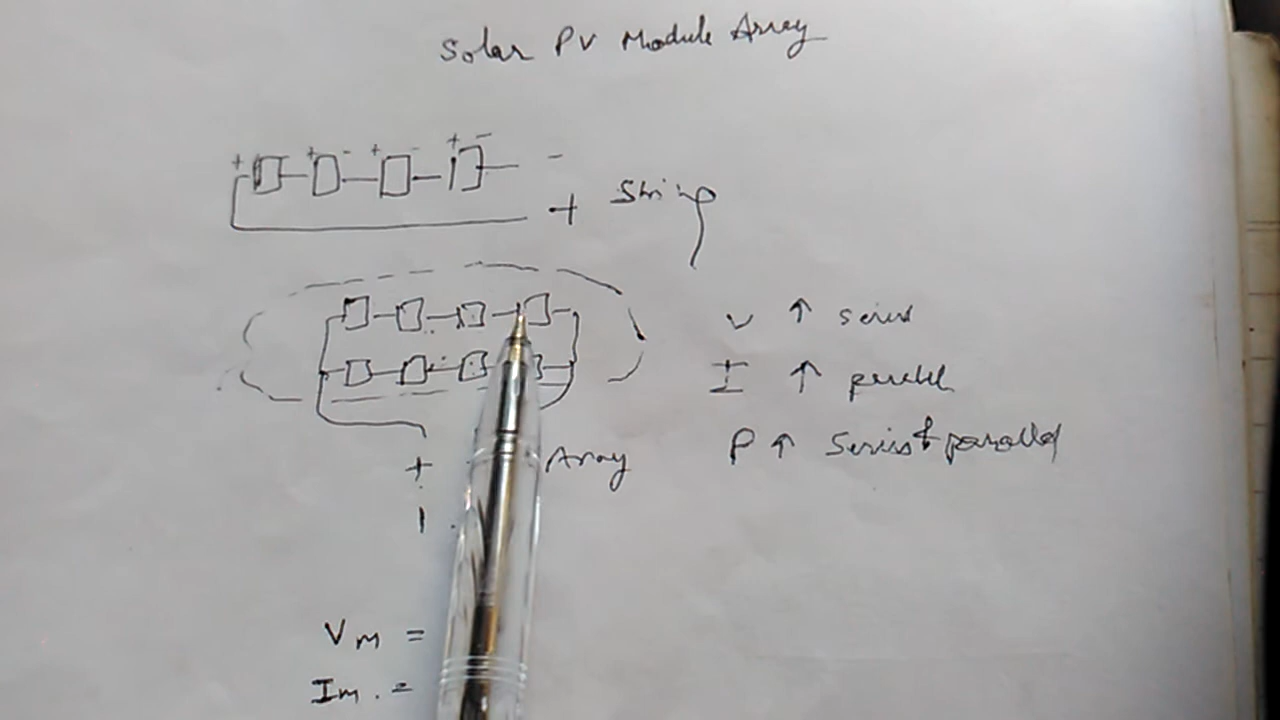 Solar PV Module Array
+ + - + - + - -
+ String
V ↑ series
I ↑ parallel
P ↑ Series & parallel
+ Array
Vm =
Im. =